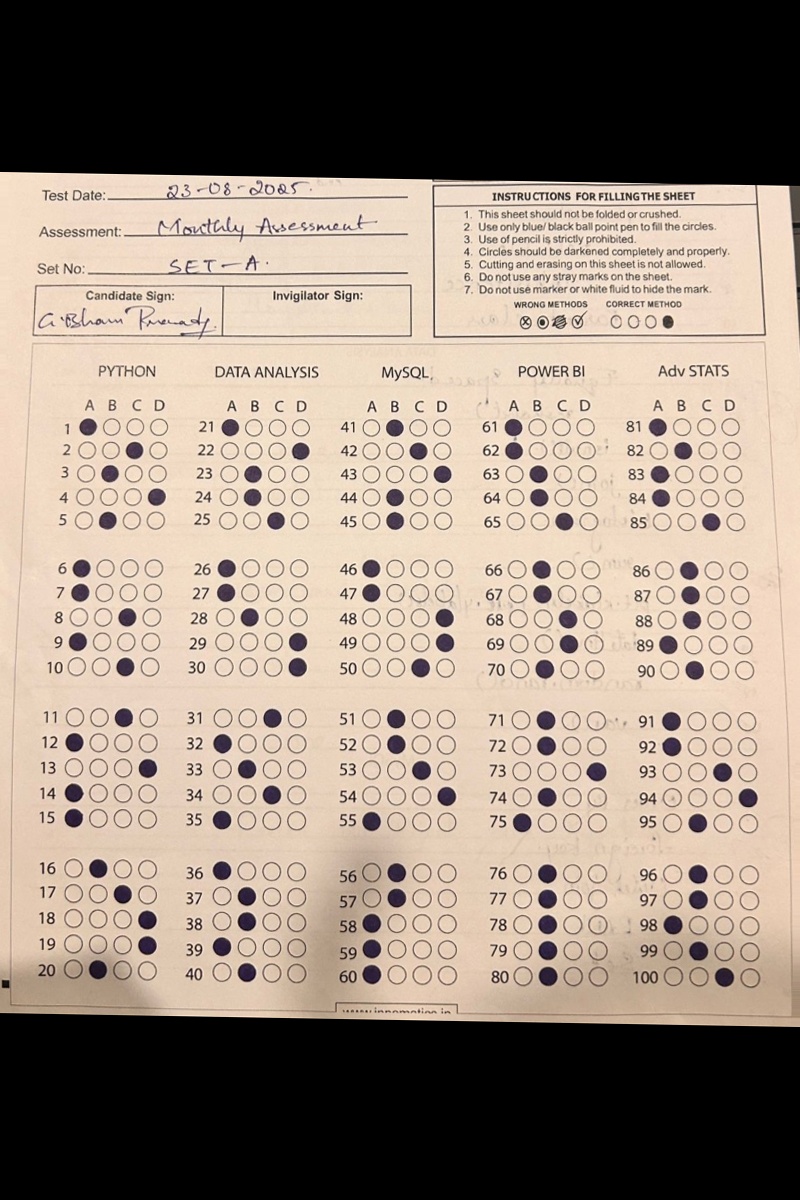 Test Date: 23-08-2025.
Assessment: Monthly Assessment
Set No: SET-A.
Candidate Sign: Invigilator Sign:
INSTRUCTIONS FOR FILLING THE SHEET
1. This sheet should not be folded or crushed.
2. Use only blue/ black ball point pen to fill the circles.
3. Use of pencil is strictly prohibited.
4. Circles should be darkened completely and properly.
5. Cutting and erasing on this sheet is not allowed.
6. Do not use any stray marks on the sheet.
7. Do not use marker or white fluid to hide the mark.
WRONG METHODS CORRECT METHOD
PYTHON DATA ANALYSIS MySQL POWER BI Adv STATS
A B C D A B C D A B C D A B C D A B C D
1 21 41 61 81
2 22 42 62 82
3 23 43 63 83
4 24 44 64 84
5 25 45 65 85
6 26 46 66 86
7 27 47 67 87
8 28 48 68 88
9 29 49 69 89
10 30 50 70 90
11 31 51 71 91
12 32 52 72 92
13 33 53 73 93
14 34 54 74 94
15 35 55 75 95
16 36 56 76 96
17 37 57 77 97
18 38 58 78 98
19 39 59 79 99
20 40 60 80 100